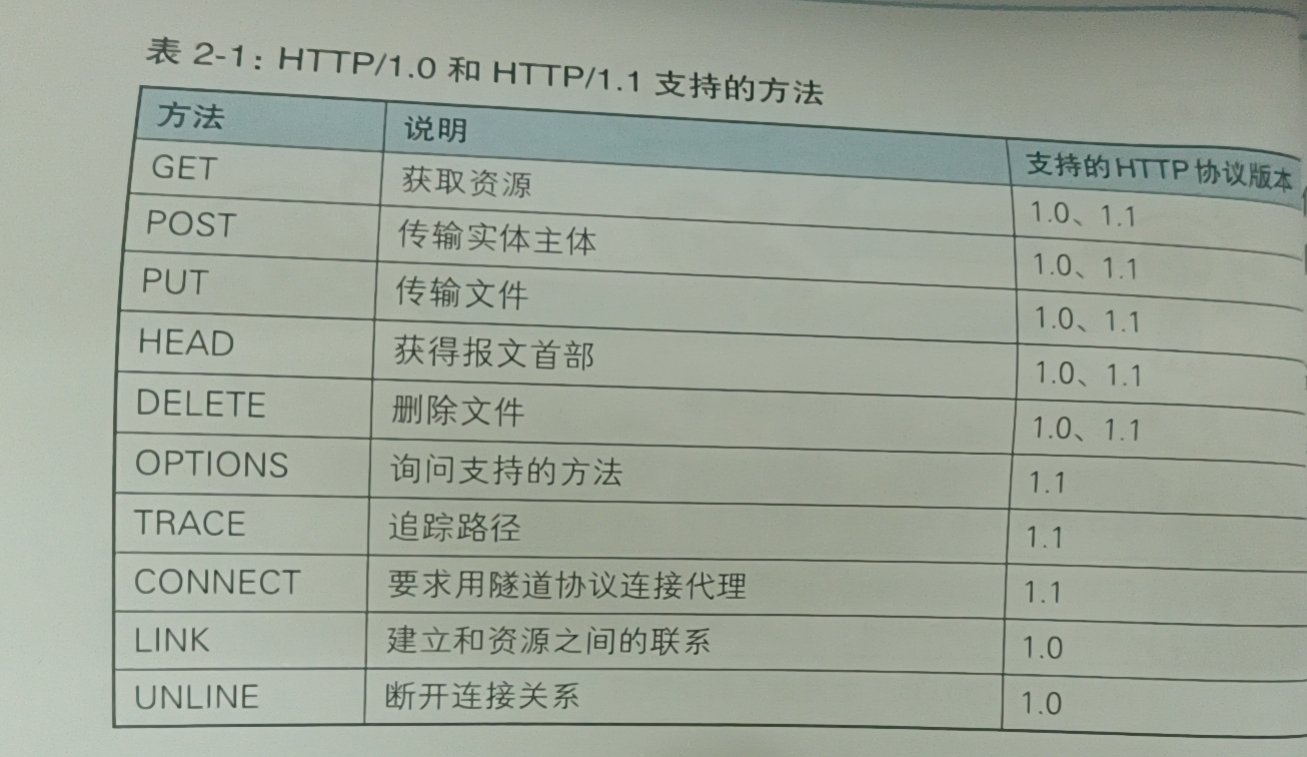 表 2-1：HTTP/1.0 和 HTTP/1.1 支持的方法
方法 说明 支持的HTTP协议版本
GET 获取资源 1.0、1.1
POST 传输实体主体 1.0、1.1
PUT 传输文件 1.0、1.1
HEAD 获得报文首部 1.0、1.1
DELETE 删除文件 1.0、1.1
OPTIONS 询问支持的方法 1.1
TRACE 追踪路径 1.1
CONNECT 要求用隧道协议连接代理 1.1
LINK 建立和资源之间的联系 1.0
UNLINE 断开连接关系 1.0